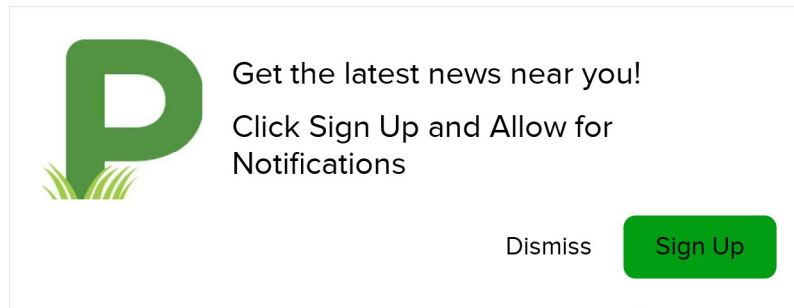 P
Get the latest news near you!
Click Sign Up and Allow for
Notifications
Dismiss
Sign Up